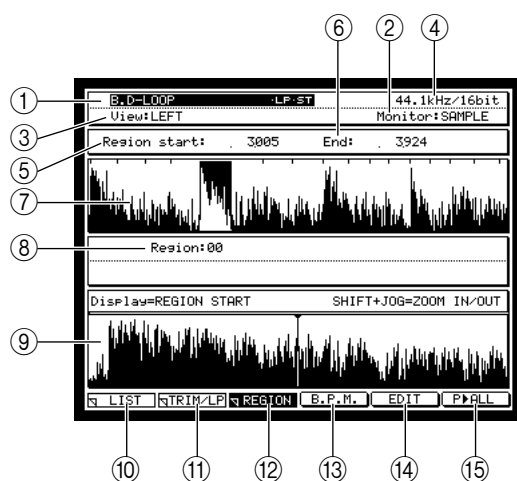 ⑥ ② ④
① B.D-LOOP ·LP·ST 44.1kHz/16bit
③ View:LEFT Monitor:SAMPLE
⑤ Region start: . 3005 End: . 3924
⑦
⑧ Region:00
Display=REGION START SHIFT+JOG=ZOOM IN/OUT
⑨
LIST TRIM/LP REGION B.P.M. EDIT P▶ALL
⑩ ⑪ ⑫ ⑬ ⑭ ⑮